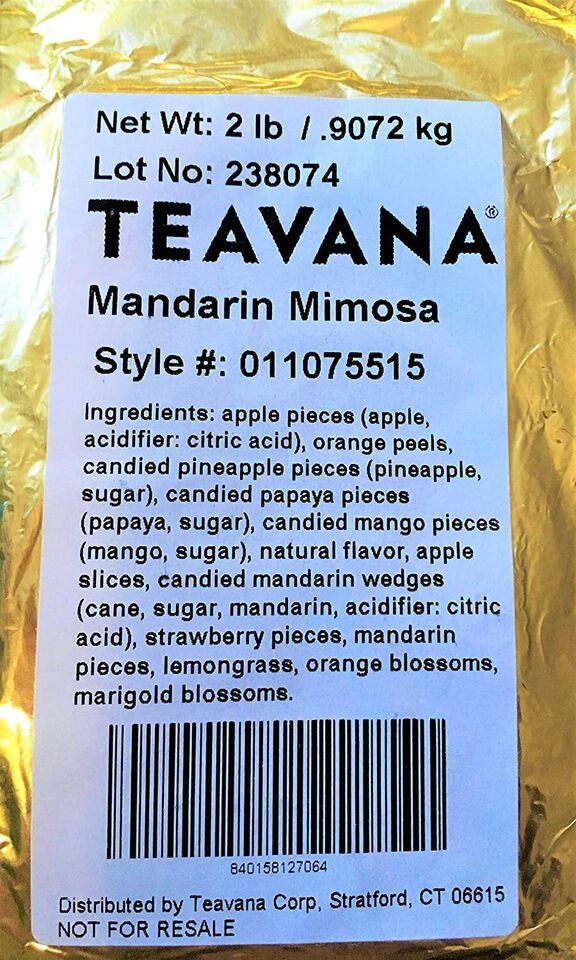 Net Wt: 2 lb / .9072 kg
Lot No: 238074
TEAVANA®
Mandarin Mimosa
Style #: 011075515
Ingredients: apple pieces (apple,
acidifier: citric acid), orange peels,
candied pineapple pieces (pineapple,
sugar), candied papaya pieces
(papaya, sugar), candied mango pieces
(mango, sugar), natural flavor, apple
slices, candied mandarin wedges
(cane, sugar, mandarin, acidifier: citric
acid), strawberry pieces, mandarin
pieces, lemongrass, orange blossoms,
marigold blossoms.
840158127064
Distributed by Teavana Corp, Stratford, CT 06615
NOT FOR RESALE